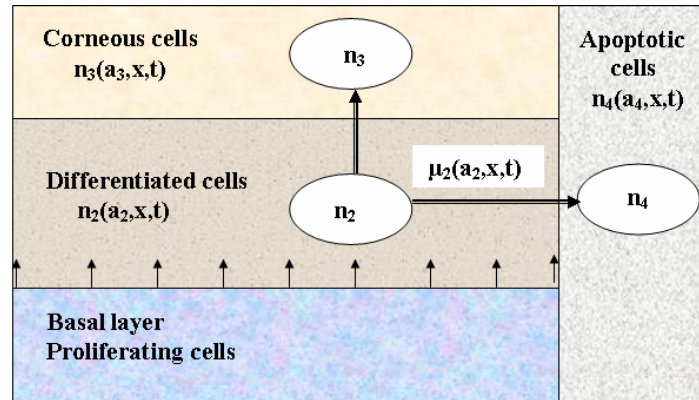 Corneous cells
n3(a3,x,t)
n3
Apoptotic
cells
n4(a4,x,t)
μ2(a2,x,t)
Differentiated cells
n2(a2,x,t)
n2
n4
Basal layer
Proliferating cells